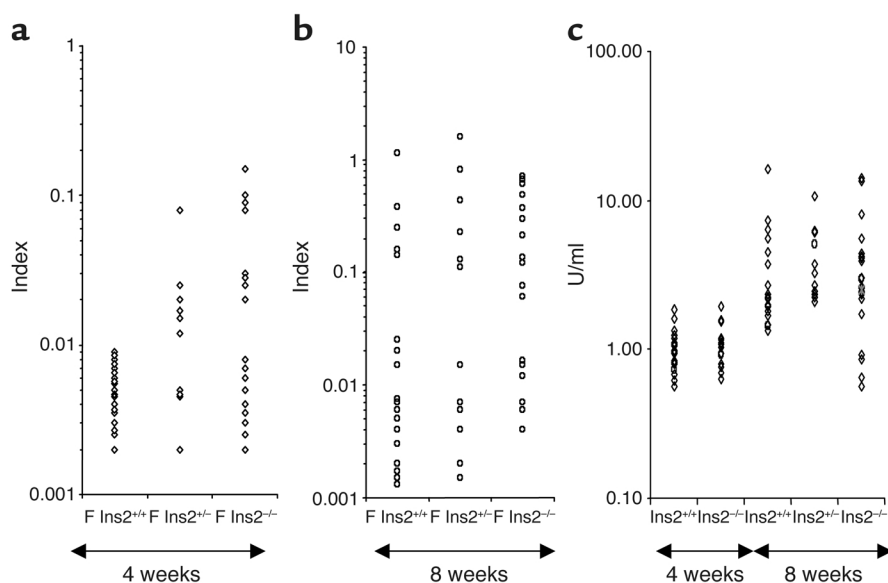 a
1
0.1
0.01
0.001
Index
F Ins2+/+ F Ins2+/− F Ins2−/−
4 weeks
b
10
1
0.1
0.01
0.001
Index
F Ins2+/+ F Ins2+/− F Ins2−/−
8 weeks
c
100.00
10.00
1.00
0.10
U/ml
Ins2+/+ Ins2−/− Ins2+/+ Ins2+/− Ins2−/−
4 weeks 8 weeks